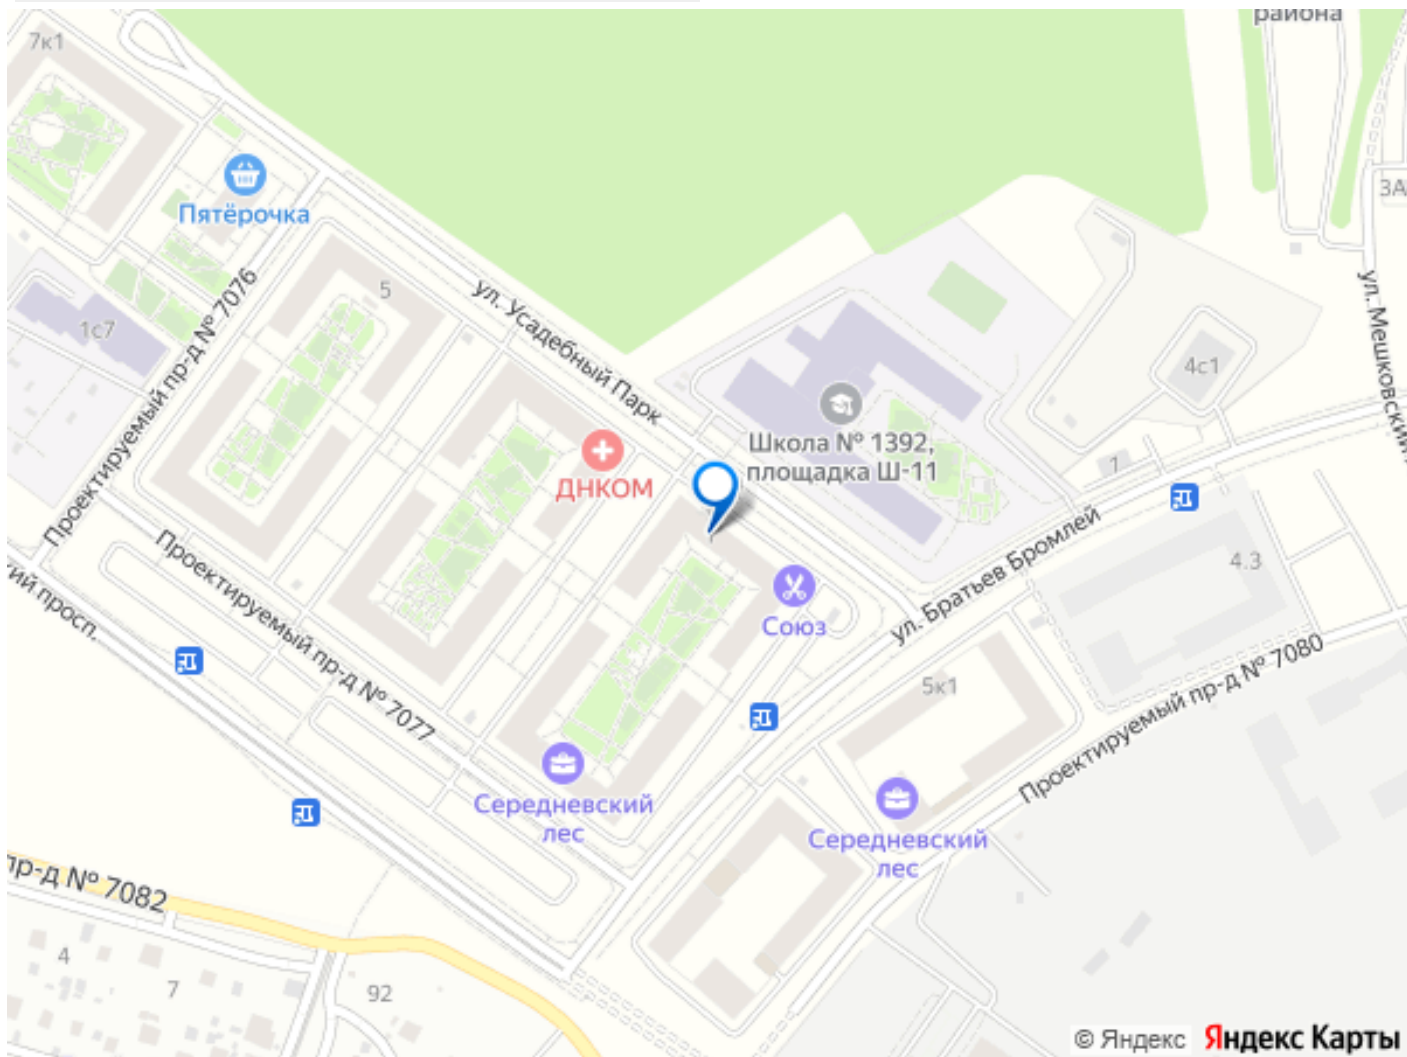 района
7к1
Пятёрочка
3А
5
1с7
ул. Усадебный Парк
Проектируемый пр-д № 7076
ул. Мешковский
4с1
Школа № 1392,
площадка Ш-11
ДНКОМ
1
ул. Братьев Бромлей
4.3
Союз
Проектируемый пр-д № 7077
ий просп.
5к1
Проектируемый пр-д № 7080
Середневский
лес
Середневский
лес
пр-д № 7082
4
7
92
© Яндекс Яндекс Карты